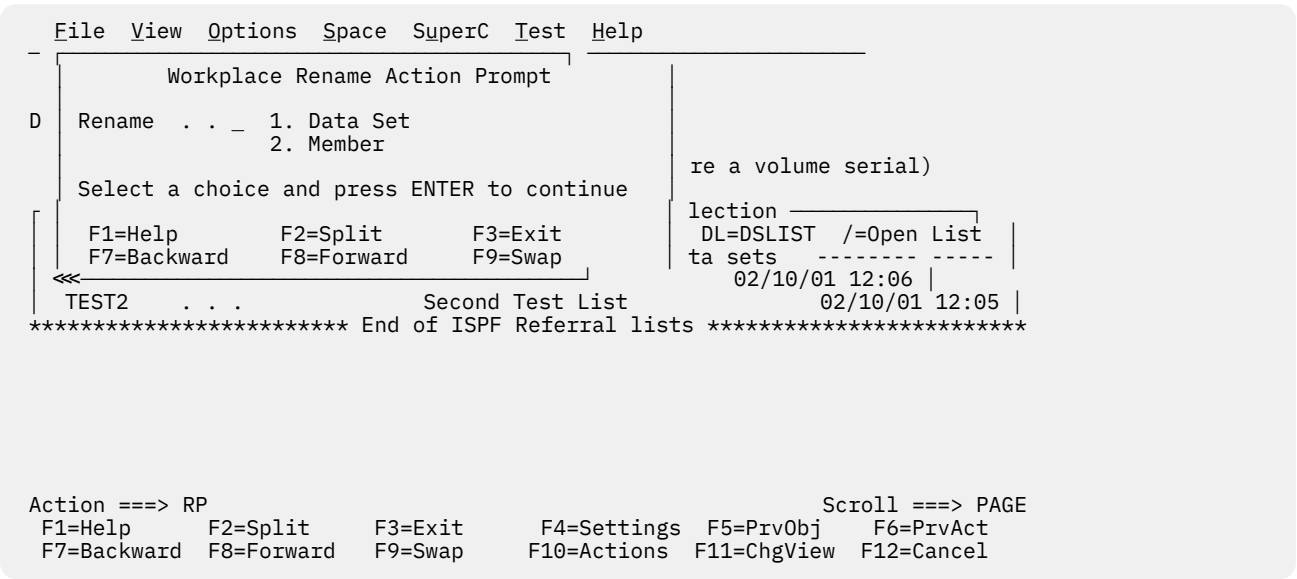 File View Options Space SuperC Test Help
Workplace Rename Action Prompt
D Rename . . _ 1. Data Set
2. Member
re a volume serial)
Select a choice and press ENTER to continue
lection
F1=Help F2=Split F3=Exit DL=DSLIST /=Open List
F7=Backward F8=Forward F9=Swap ta sets -------- -----
<<< 02/10/01 12:06
TEST2 . . . Second Test List 02/10/01 12:05
************************* End of ISPF Referral lists *************************
Action ===> RP Scroll ===> PAGE
F1=Help F2=Split F3=Exit F4=Settings F5=PrvObj F6=PrvAct
F7=Backward F8=Forward F9=Swap F10=Actions F11=ChgView F12=Cancel